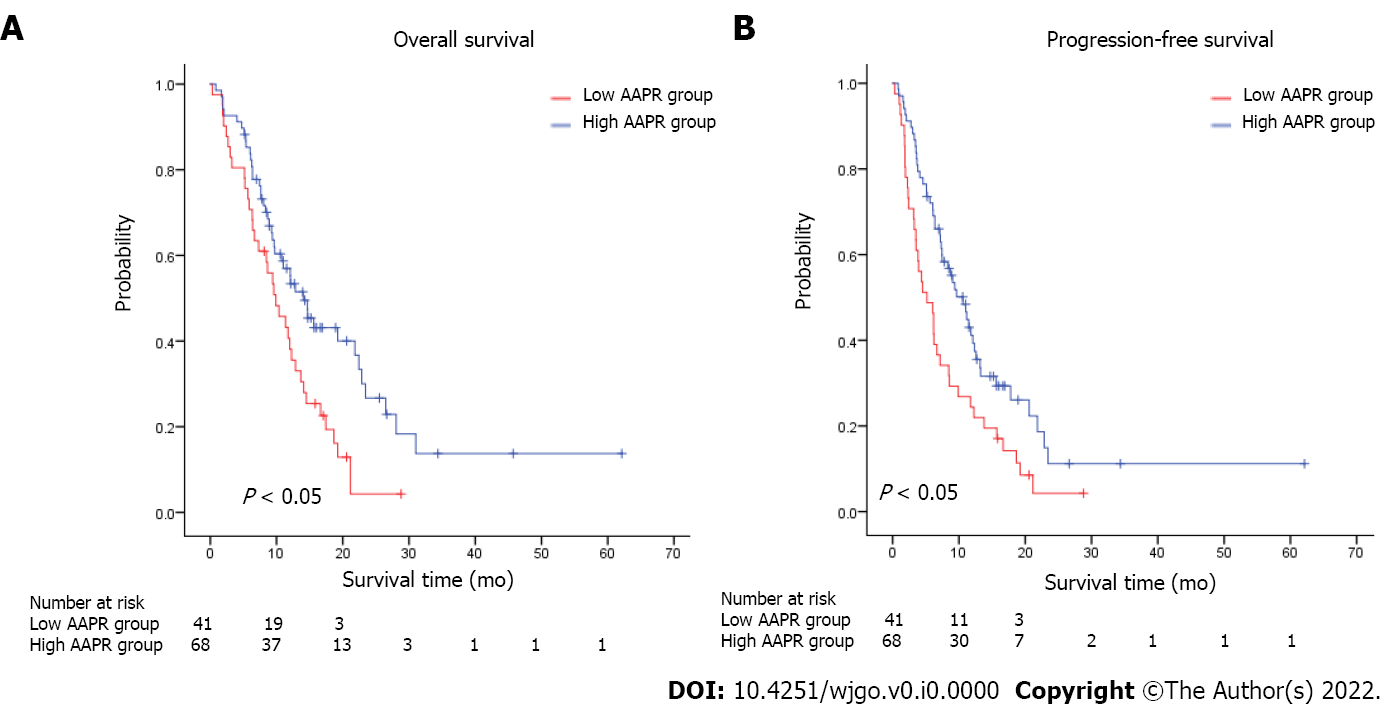 A
Overall survival
Low AAPR group
High AAPR group
1.0
0.8
0.6
0.4
0.2
0.0
Probability
P < 0.05
0 10 20 30 40 50 60 70
Survival time (mo)
Number at risk
Low AAPR group 41 19 3
High AAPR group 68 37 13 3 1 1 1
B
Progression-free survival
Low AAPR group
High AAPR group
1.0
0.8
0.6
0.4
0.2
0.0
Probability
P < 0.05
0 10 20 30 40 50 60 70
Survival time (mo)
Number at risk
Low AAPR group 41 11 3
High AAPR group 68 30 7 2 1 1 1
DOI: 10.4251/wjgo.v0.i0.0000 Copyright ©The Author(s) 2022.